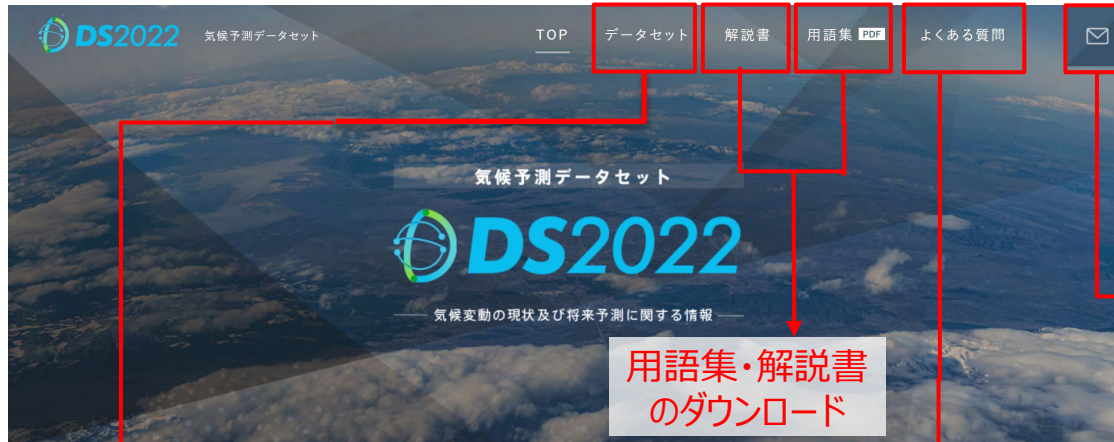 DS2022 気候予測データセット TOP データセット 解説書 用語集 PDF よくある質問
気候予測データセット
DS2022
気候変動の現状及び将来予測に関する情報
用語集・解説書
のダウンロード